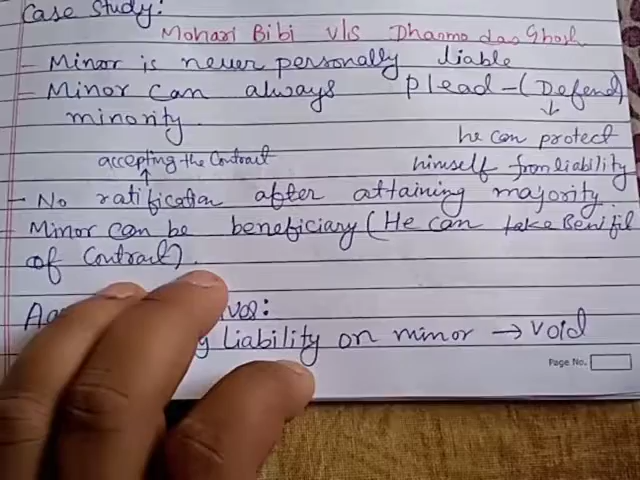 Case Study:
Mohari Bibi v/s Dharmo das Ghosh
- Minor is never personally liable
- Minor can always plead - (Defend)
minority.
he can protect
accepting the Contract
himself from liability
- No ratification after attaining majority.
Minor can be beneficiary (He can take Benifit
of Contract).
liability on minor → void
Page No.